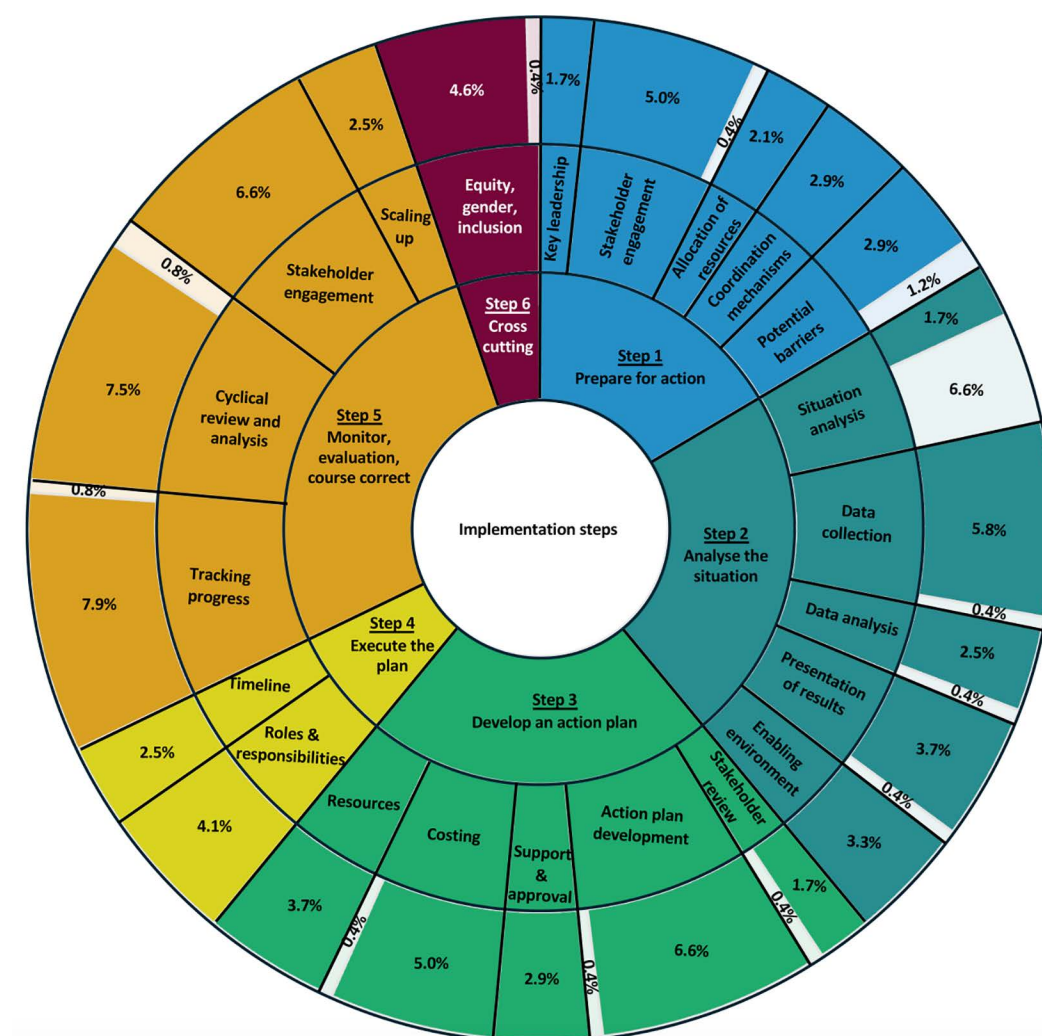 Implementation steps
Step 1
Prepare for action
Key leadership
1.7%
Stakeholder
engagement
5.0%
0.4%
Allocation of
resources
2.1%
Coordination
mechanisms
2.9%
Potential
barriers
2.9%
1.2%
Step 2
Analyse the
situation
Situation
analysis
1.7%
6.6%
Data
collection
5.8%
0.4%
Data analysis
2.5%
0.4%
Presentation
of results
3.7%
0.4%
Enabling
environment
3.3%
Step 3
Develop an action plan
Stakeholder
review
1.7%
0.4%
Action plan
development
6.6%
0.4%
Support
&
approval
2.9%
Costing
5.0%
0.4%
Resources
3.7%
Step 4
Execute the
plan
Roles &
responsibilities
4.1%
Timeline
2.5%
Step 5
Monitor,
evaluation,
course correct
Tracking
progress
7.9%
0.8%
Cyclical
review and
analysis
7.5%
0.8%
Stakeholder
engagement
6.6%
Scaling
up
2.5%
Step 6
Cross
cutting
Equity,
gender,
inclusion
4.6%
0.4%